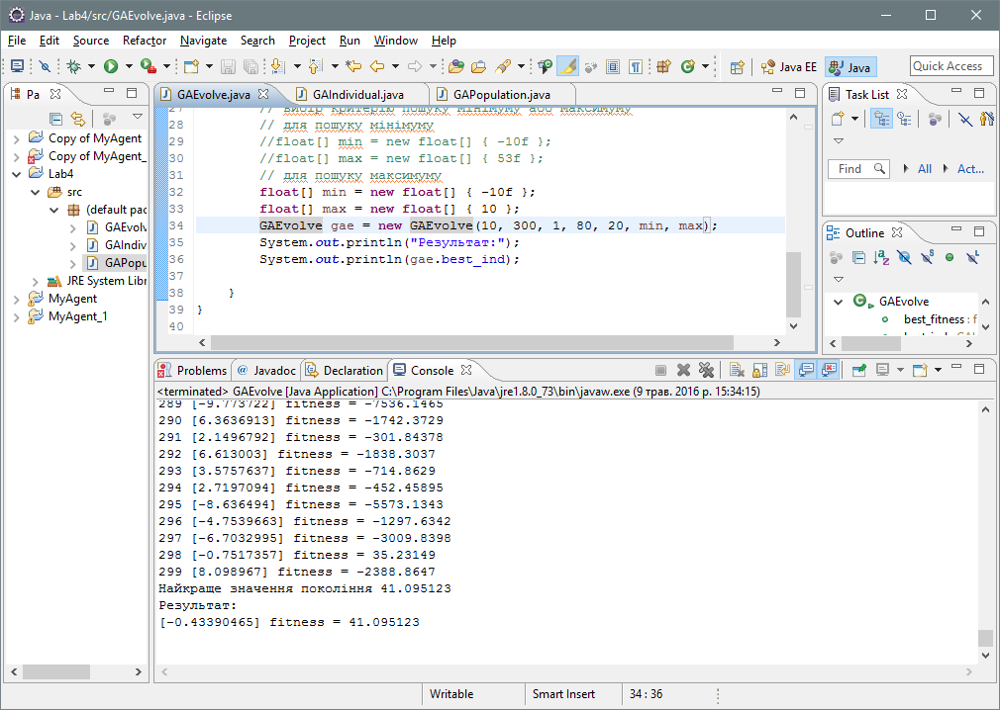 Java - Lab4/src/GAEvolve.java - Eclipse
File Edit Source Refactor Navigate Search Project Run Window Help
Java EE Java Quick Access
Pa
Copy of MyAgent
Copy of MyAgent_
Lab4
src
(default pac
GAEvolv
GAIndiv
GAPopu
JRE System Libr
MyAgent
MyAgent_1
GAEvolve.java GAIndividual.java GAPopulation.java
27 // вибір критерію пошуку мінімуму або максимуму
28 // для пошуку мінімуму
29 //float[] min = new float[] { -10f };
30 //float[] max = new float[] { 53f };
31 // для пошуку максимуму
32 float[] min = new float[] { -10f };
33 float[] max = new float[] { 10 };
34 GAEvolve gae = new GAEvolve(10, 300, 1, 80, 20, min, max);
35 System.out.println("Результат:");
36 System.out.println(gae.best_ind);
37
38 }
39 }
40
Task List
Find All Act...
Outline
GAEvolve
best_fitness : f
Problems Javadoc Declaration Console
<terminated> GAEvolve [Java Application] C:\Program Files\Java\jre1.8.0_73\bin\javaw.exe (9 трав. 2016 р. 15:34:15)
289 [-9.773722] fitness = -7536.1465
290 [6.3636913] fitness = -1742.3729
291 [2.1496792] fitness = -301.84378
292 [6.613003] fitness = -1838.3037
293 [3.5757637] fitness = -714.8629
294 [2.7197094] fitness = -452.45895
295 [-8.636494] fitness = -5573.1343
296 [-4.7539663] fitness = -1297.6342
297 [-6.7032995] fitness = -3009.8398
298 [-0.7517357] fitness = 35.23149
299 [8.098967] fitness = -2388.8647
Найкраще значення покоління 41.095123
Результат:
[-0.43390465] fitness = 41.095123
Writable Smart Insert 34 : 36